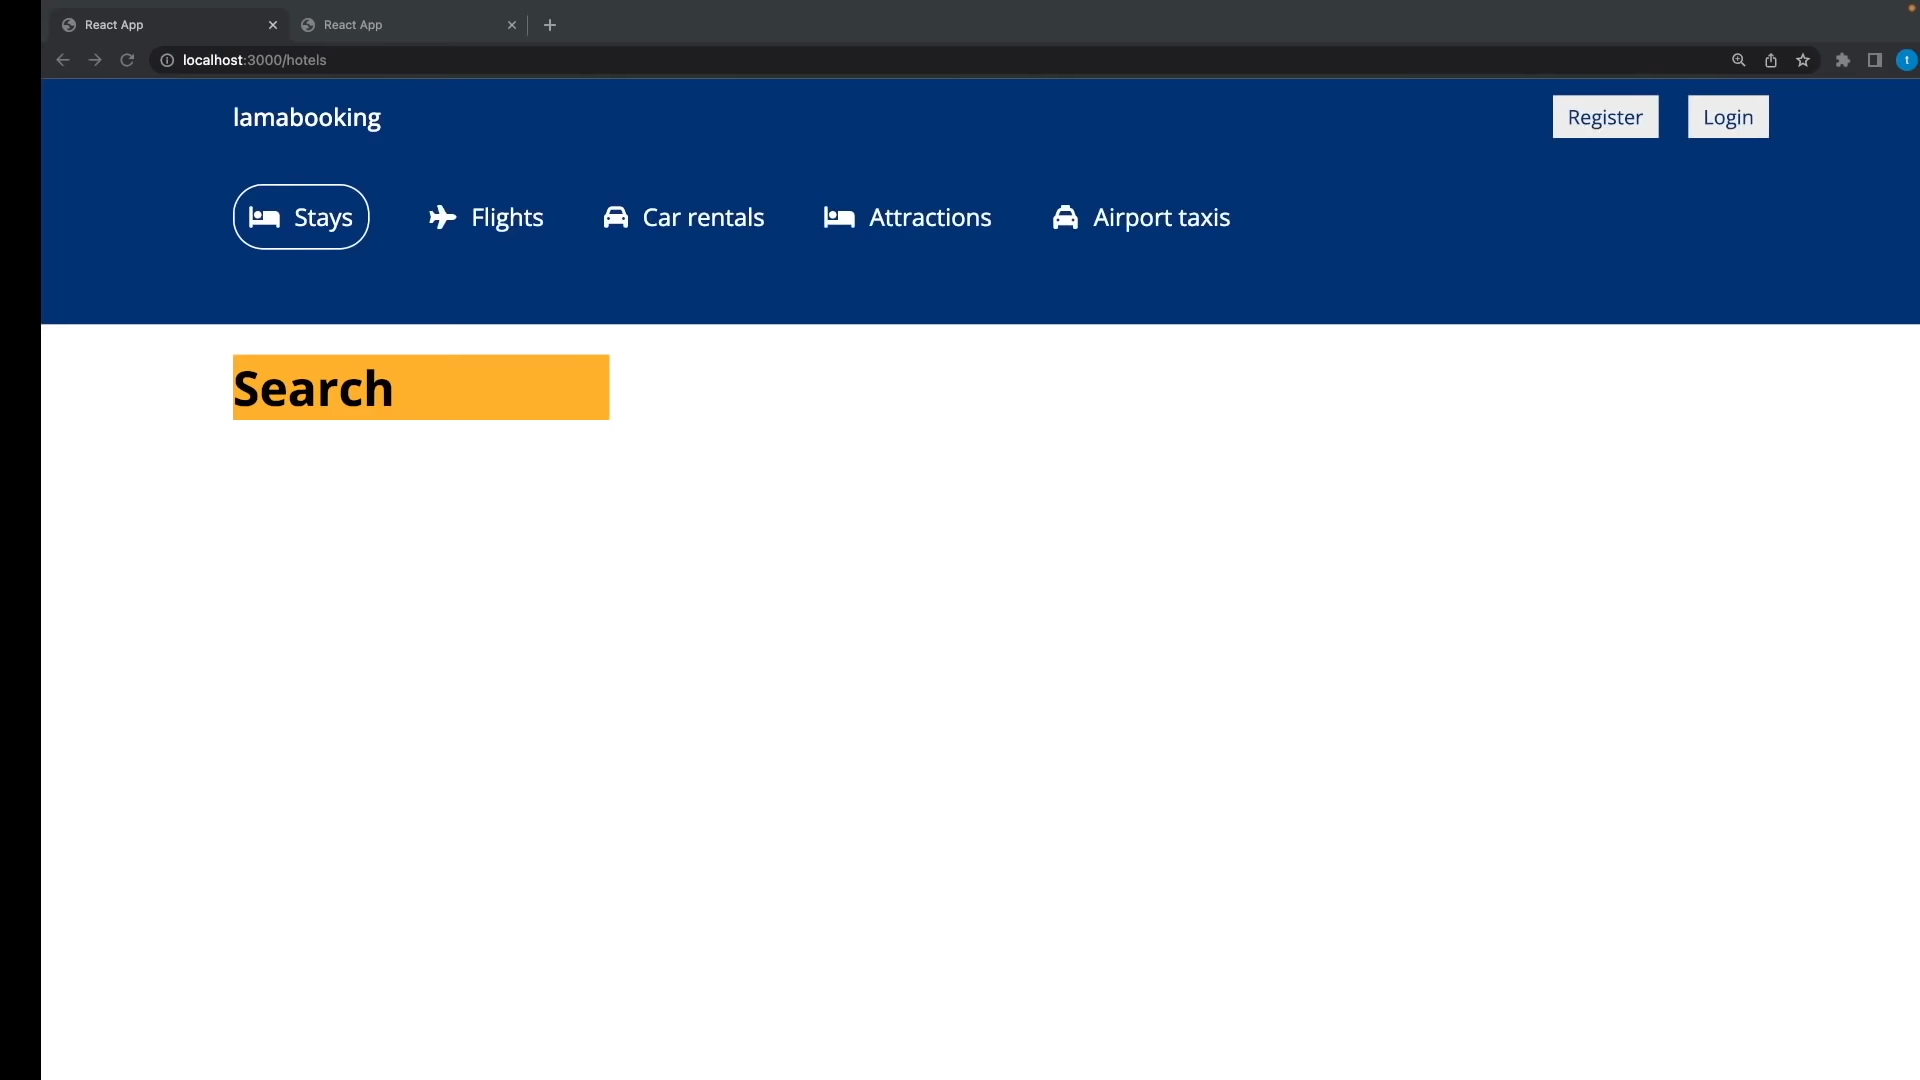 React App
React App
localhost:3000/hotels
t
lamabooking
Register
Login
Stays
Flights
Car rentals
Attractions
Airport taxis
Search